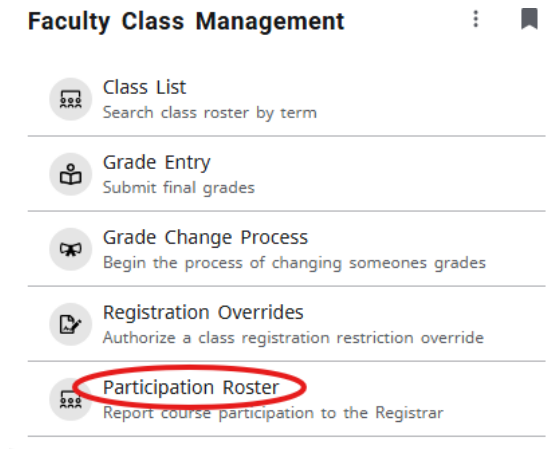 Faculty Class Management
Class List
Search class roster by term
Grade Entry
Submit final grades
Grade Change Process
Begin the process of changing someones grades
Registration Overrides
Authorize a class registration restriction override
Participation Roster
Report course participation to the Registrar